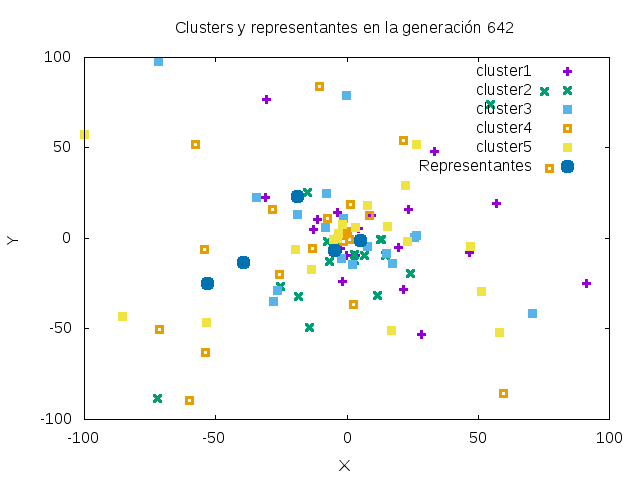 Clusters y representantes en la generación 642
100
50
0
-50
-100
-100
-50
0
50
100
Y
X
cluster1
cluster2
cluster3
cluster4
cluster5
Representantes